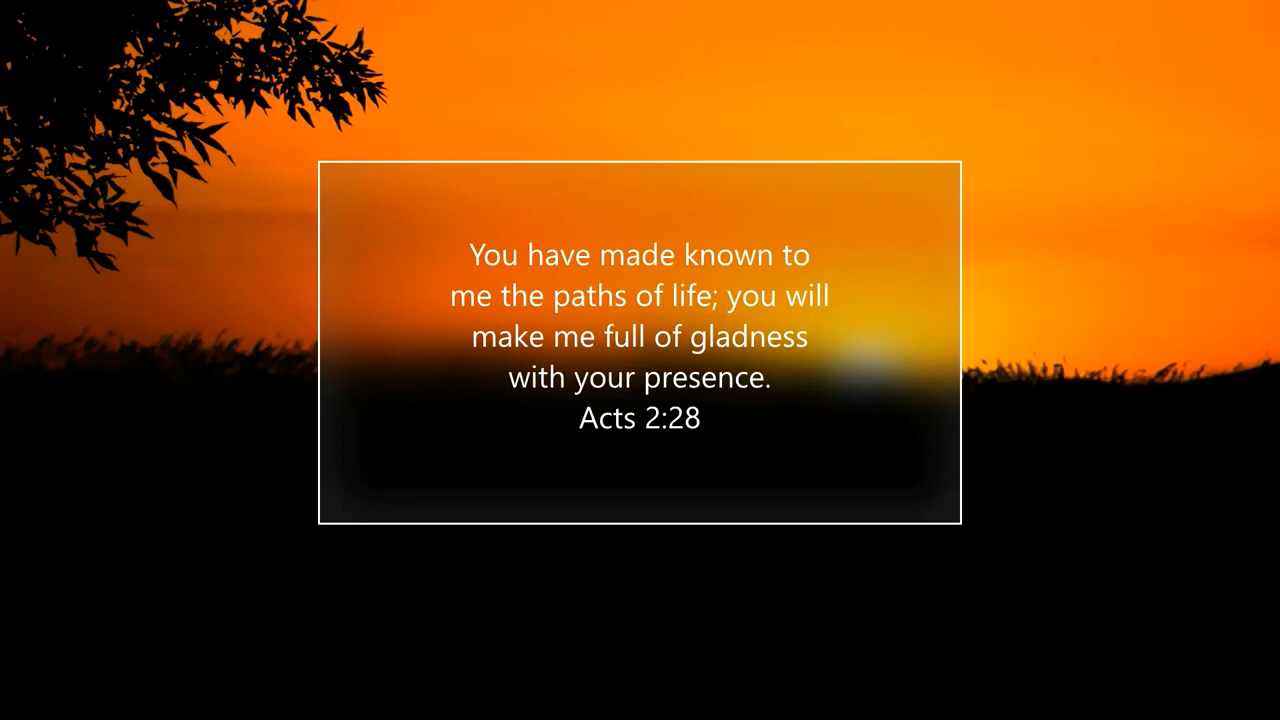 You have made known to
me the paths of life; you will
make me full of gladness
with your presence.
Acts 2:28